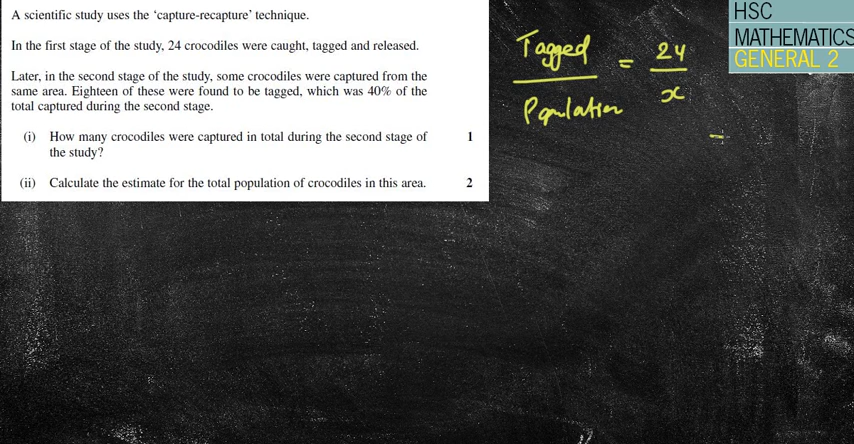 A scientific study uses the ‘capture-recapture’ technique.
In the first stage of the study, 24 crocodiles were caught, tagged and released.
Later, in the second stage of the study, some crocodiles were captured from the
same area. Eighteen of these were found to be tagged, which was 40% of the
total captured during the second stage.
(i) How many crocodiles were captured in total during the second stage of 1
the study?
(ii) Calculate the estimate for the total population of crocodiles in this area. 2
Tagged = 24
Population x
=
HSC
MATHEMATICS
GENERAL 2